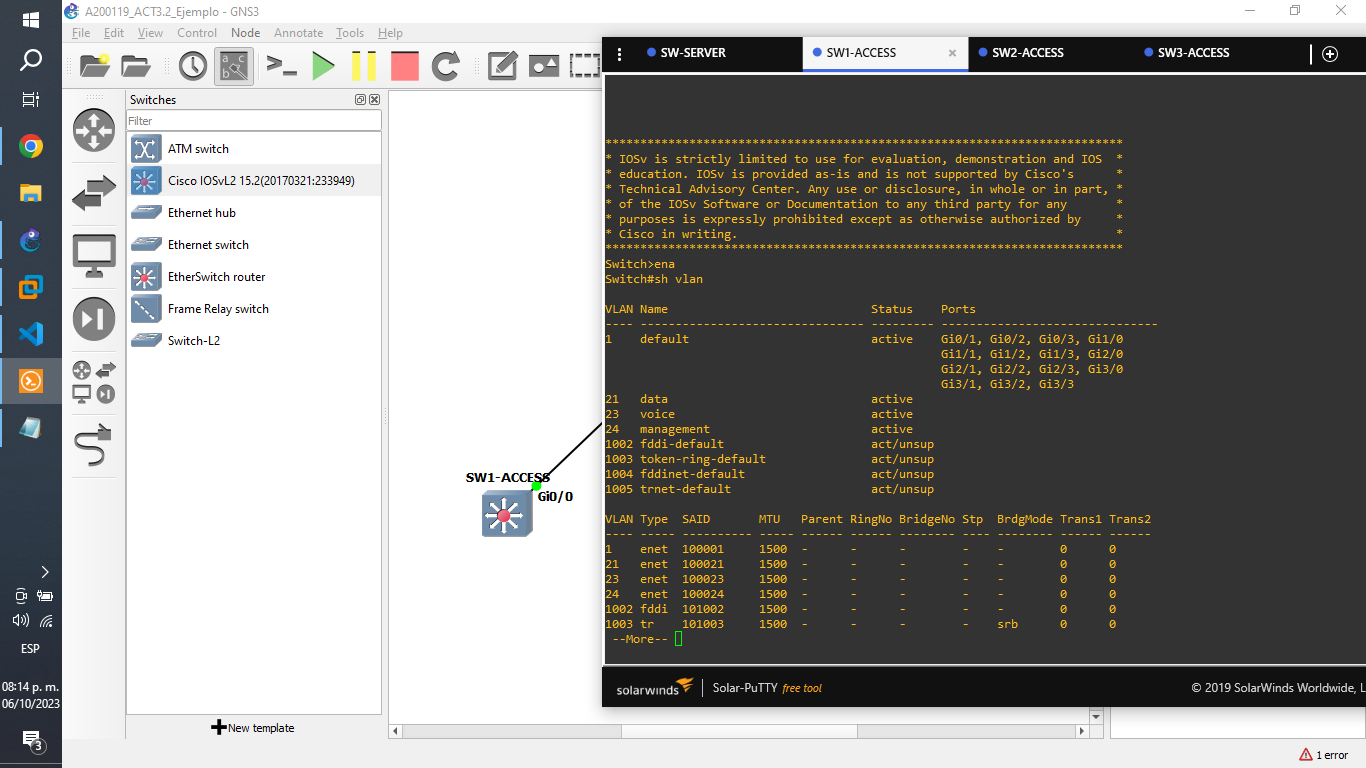 A200119_ACT3.2_Ejemplo - GNS3
File Edit View Control Node Annotate Tools Help
Switches
Filter
ATM switch
Cisco IOSvL2 15.2(20170321:233949)
Ethernet hub
Ethernet switch
EtherSwitch router
Frame Relay switch
Switch-L2
New template
SW1-ACCESS
Gi0/0
SW-SERVER SW1-ACCESS × SW2-ACCESS SW3-ACCESS
**************************************************************************
* IOSv is strictly limited to use for evaluation, demonstration and IOS  *
* education. IOSv is provided as-is and is not supported by Cisco's      *
* Technical Advisory Center. Any use or disclosure, in whole or in part, *
* of the IOSv Software or Documentation to any third party for any       *
* purposes is expressly prohibited except as otherwise authorized by     *
* Cisco in writing.                                                      *
**************************************************************************
Switch>ena
Switch#sh vlan
VLAN Name                             Status    Ports
---- -------------------------------- --------- -------------------------------
1    default                          active    Gi0/1, Gi0/2, Gi0/3, Gi1/0
                                                Gi1/1, Gi1/2, Gi1/3, Gi2/0
                                                Gi2/1, Gi2/2, Gi2/3, Gi3/0
                                                Gi3/1, Gi3/2, Gi3/3
21   data                             active
23   voice                            active
24   management                       active
1002 fddi-default                     act/unsup
1003 token-ring-default               act/unsup
1004 fddinet-default                  act/unsup
1005 trnet-default                    act/unsup
VLAN Type  SAID       MTU   Parent RingNo BridgeNo Stp  BrdgMode Trans1 Trans2
---- ----- ---------- ----- ------ ------ -------- ---- -------- ------ ------
1    enet  100001     1500  -      -      -        -    -        0      0
21   enet  100021     1500  -      -      -        -    -        0      0
23   enet  100023     1500  -      -      -        -    -        0      0
24   enet  100024     1500  -      -      -        -    -        0      0
1002 fddi  101002     1500  -      -      -        -    -        0      0
1003 tr    101003     1500  -      -      -        -    srb      0      0
 --More--
solarwinds Solar-PuTTY free tool © 2019 SolarWinds Worldwide, L
ESP
08:14 p. m.
06/10/2023
3
1 error